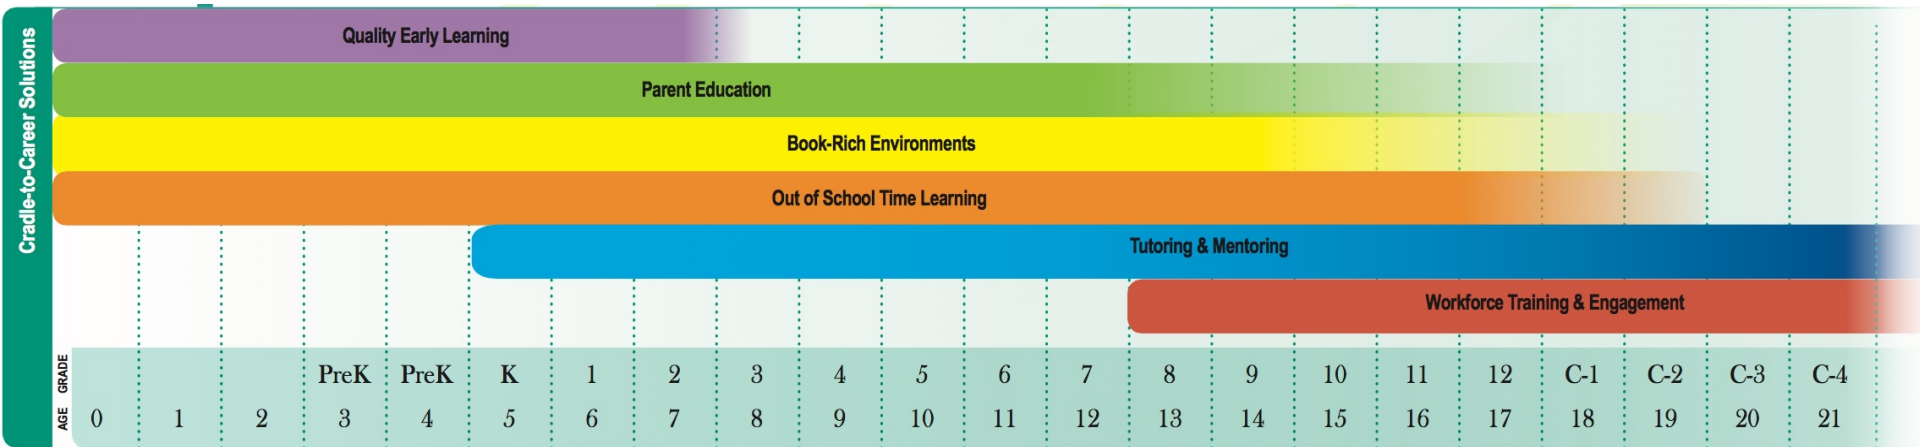 Cradle-to-Career Solutions
Quality Early Learning
Parent Education
Book-Rich Environments
Out of School Time Learning
Tutoring & Mentoring
Workforce Training & Engagement
GRADE PreK PreK K 1 2 3 4 5 6 7 8 9 10 11 12 C-1 C-2 C-3 C-4
AGE 0 1 2 3 4 5 6 7 8 9 10 11 12 13 14 15 16 17 18 19 20 21